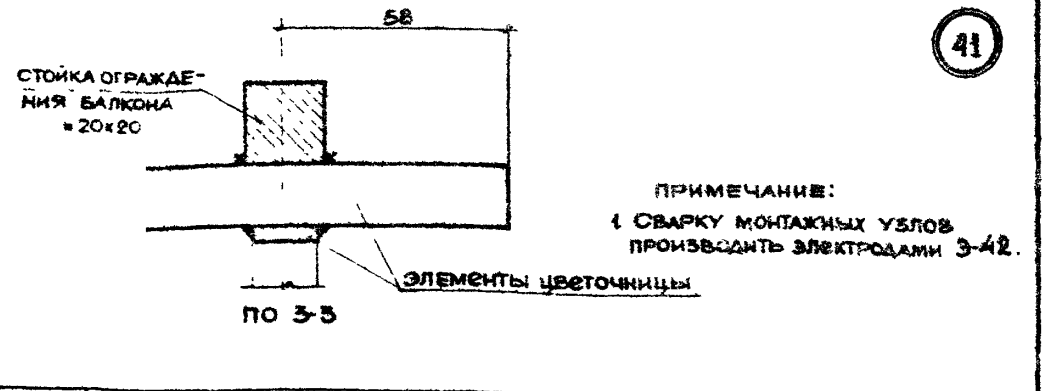 58
41
СТОЙКА ОГРАЖДЕ-
НИЯ БАЛКОНА
▪ 20×20
ПРИМЕЧАНИЕ:
1 СВАРКУ МОНТАЖНЫХ УЗЛОВ
ПРОИЗВОДИТЬ ЭЛЕКТРОДАМИ Э-42.
ЭЛЕМЕНТЫ ЦВЕТОЧНИЦЫ
ПО 3-3